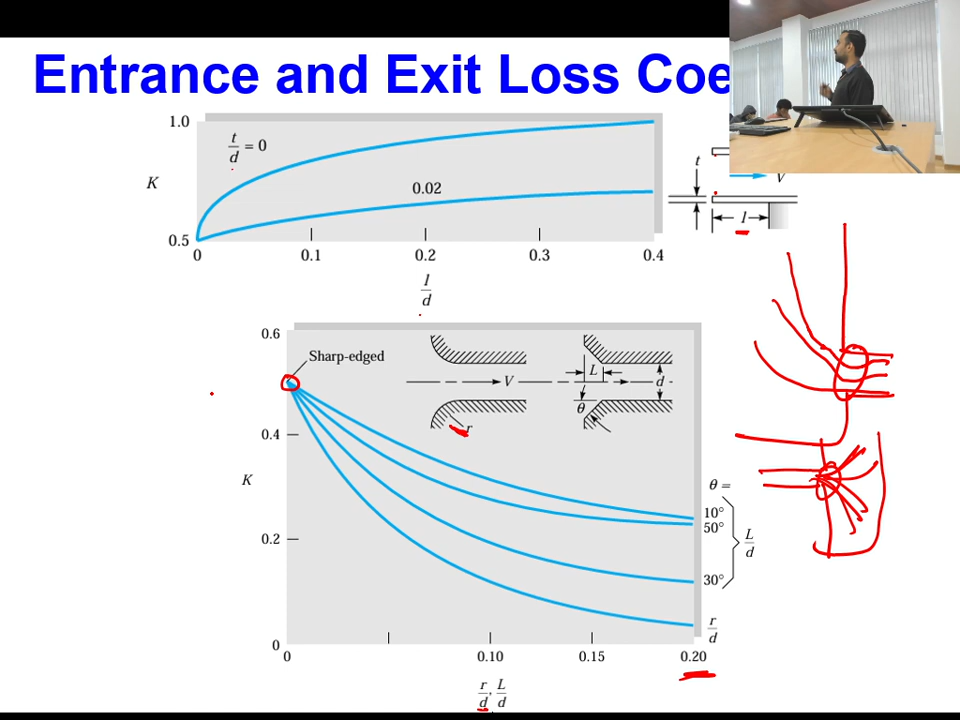 Entrance and Exit Loss Coe
1.0
t/d = 0
K
0.02
0.5
0 0.1 0.2 0.3 0.4
l/d
t
V
l
0.6
Sharp-edged
V
L
d
θ
r
0.4
K
θ =
10°
50°
L/d
0.2
30°
r/d
0
0 0.10 0.15 0.20
r/d, L/d